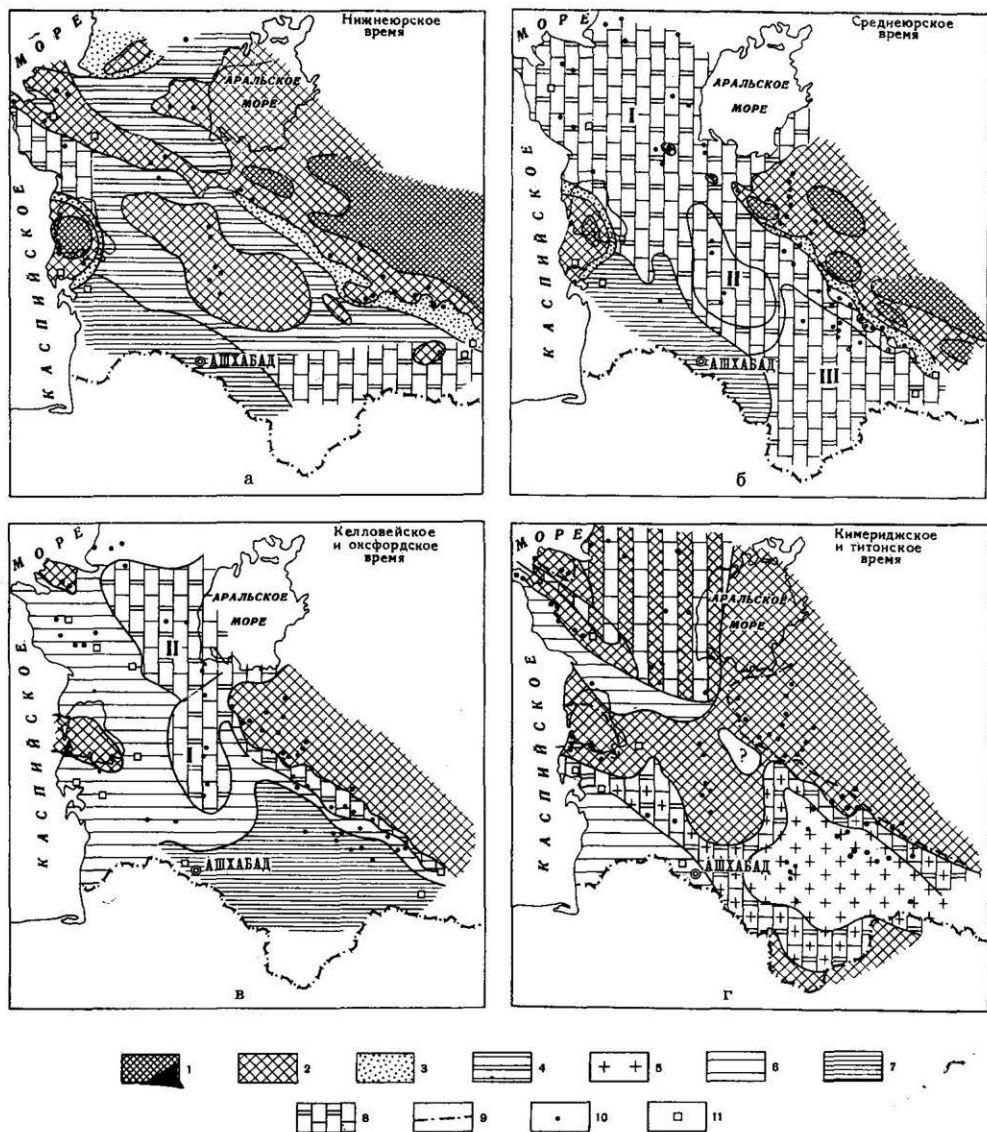 Нижнеюрское
время
МОРЕ
АРАЛЬСКОЕ
МОРЕ
КАСПИЙСКОЕ
АШХАБАД
а
Среднеюрское
время
МОРЕ
АРАЛЬСКОЕ
МОРЕ
I
КАСПИЙСКОЕ
II
АШХАБАД
III
б
Келловейское
и оксфордское
время
МОРЕ
АРАЛЬСКОЕ
МОРЕ
II
КАСПИЙСКОЕ
I
АШХАБАД
в
Кимериджское
и титонское
время
МОРЕ
АРАЛЬСКОЕ
МОРЕ
КАСПИЙСКОЕ
?
АШХАБАД
г
1 2 3 4 5 6 7
8 9 10 11